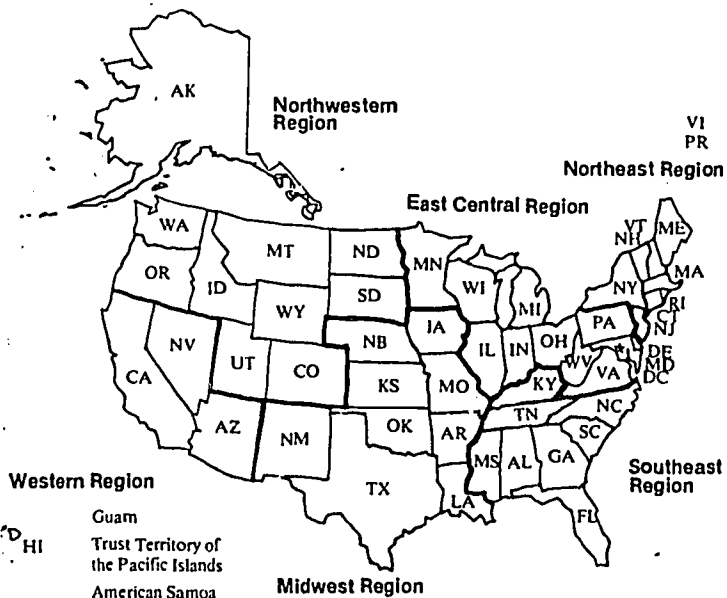 AK
Northwestern
Region
VI
PR
Northeast Region
East Central Region
WA
MT
ND
MN
VT
NH
ME
OR
ID
SD
WI
MI
NY
MA
WY
RI
CT
NJ
IA
PA
NB
NV
UT
CO
IL
IN
OH
WV
VA
DE
MD
DC
CA
KS
MO
KY
AZ
NM
OK
AR
TN
NC
SC
MS
AL
GA
TX
LA
FL
Southeast
Region
Western Region
Guam
HI
Trust Territory of
the Pacific Islands
American Samoa
Midwest Region